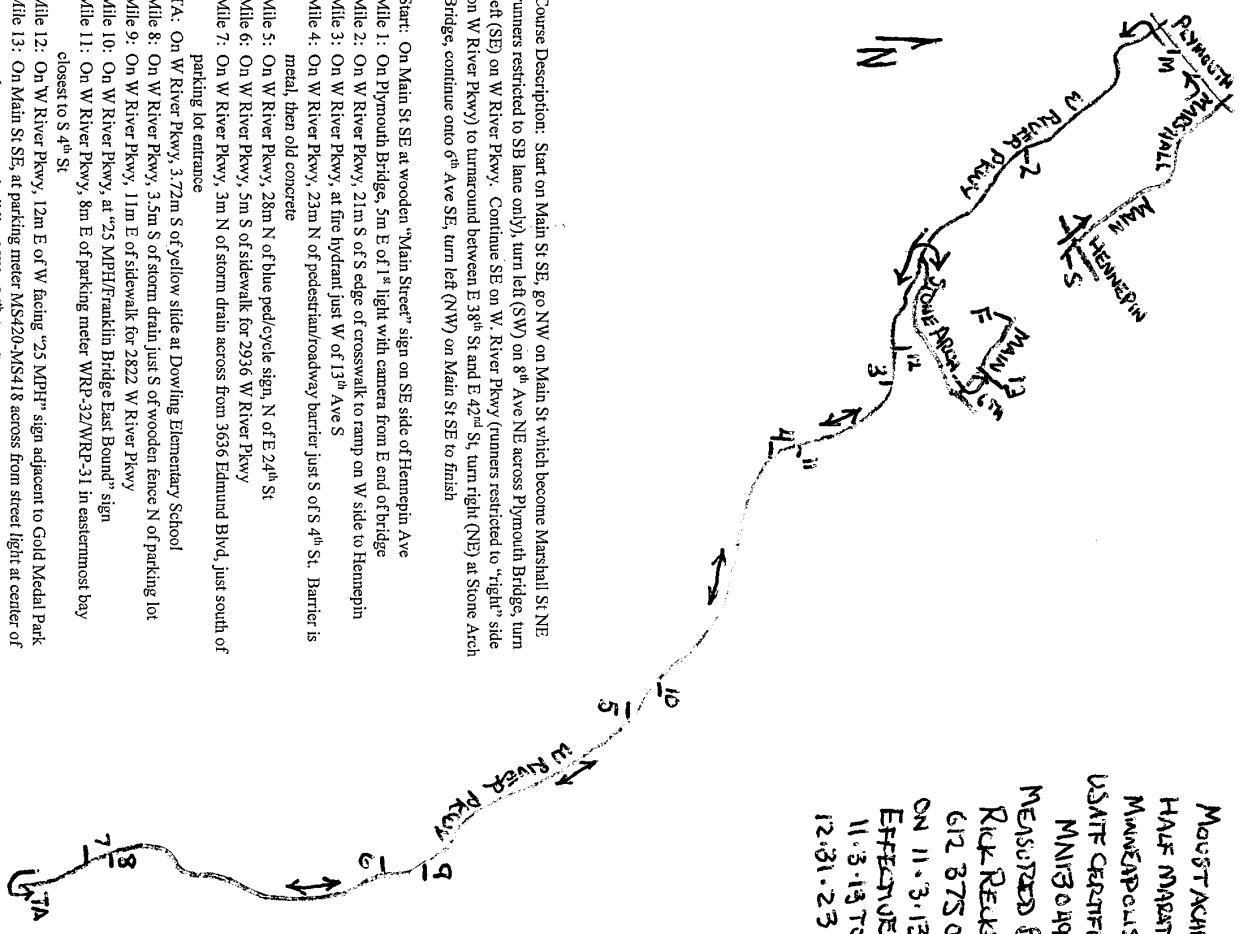 Course Description: Start on Main St SE, go NW on Main St which become Marshall St NE
runners restricted to SB lane only), turn left (SW) on 8th Ave NE across Plymouth Bridge, turn
left (SE) on W River Pkwy. Continue SE on W. River Pkwy (runners restricted to "right" side
on W River Pkwy) to turnaround between E 38th St and E 42nd St, turn right (NE) at Stone Arch
Bridge, continue onto 6th Ave SE, turn left (NW) on Main St SE to finish
Start: On Main St SE at wooden "Main Street" sign on SE side of Hennepin Ave
Mile 1: On Plymouth Bridge, 5m E of 1st light with camera from E end of bridge
Mile 2: On W River Pkwy, 21m S of S edge of crosswalk to ramp on W side to Hennepin
Mile 3: On W River Pkwy, at fire hydrant just W of 13th Ave S
Mile 4: On W River Pkwy, 23m N of pedestrian/roadway barrier just S of S 4th St. Barrier is
metal, then old concrete
Mile 5: On W River Pkwy, 28m N of blue ped/cycle sign, N of E 24th St
Mile 6: On W River Pkwy, 5m S of sidewalk for 2936 W River Pkwy
Mile 7: On W River Pkwy, 3m N of storm drain across from 3636 Edmund Blvd, just south of
parking lot entrance
TA: On W River Pkwy, 3.72m S of yellow slide at Dowling Elementary School
Mile 8: On W River Pkwy, 3.5m S of storm drain just S of wooden fence N of parking lot
Mile 9: On W River Pkwy, 11m E of sidewalk for 2822 W River Pkwy
Mile 10: On W River Pkwy, at "25 MPH/Franklin Bridge East Bound" sign
Mile 11: On W River Pkwy, 8m E of parking meter WRP-32/WRP-31 in easternmost bay
closest to S 4th St
Mile 12: On W River Pkwy, 12m E of W facing "25 MPH" sign adjacent to Gold Medal Park
Mile 13: On Main St SE, at parking meter MS420-MS418 across from street light at center of
N
PLYMOUTH
1M
MARSHALL
MAIN
HENNEPIN
S
W RIVER PKWY
2
STONE ARCH
F
MAIN
13
6TH
12
3
11
4
10
5
W RIVER PKWY
9
6
8
7
TA
MOUSTACH
HALF MARAT
MINNEAPOLIS
USATF CERTIFI
MN13049
MEASURED
RICK RECK
612 375 0
ON 11.3.13
EFFECTIVE
11.3.13 TO
12.31.23